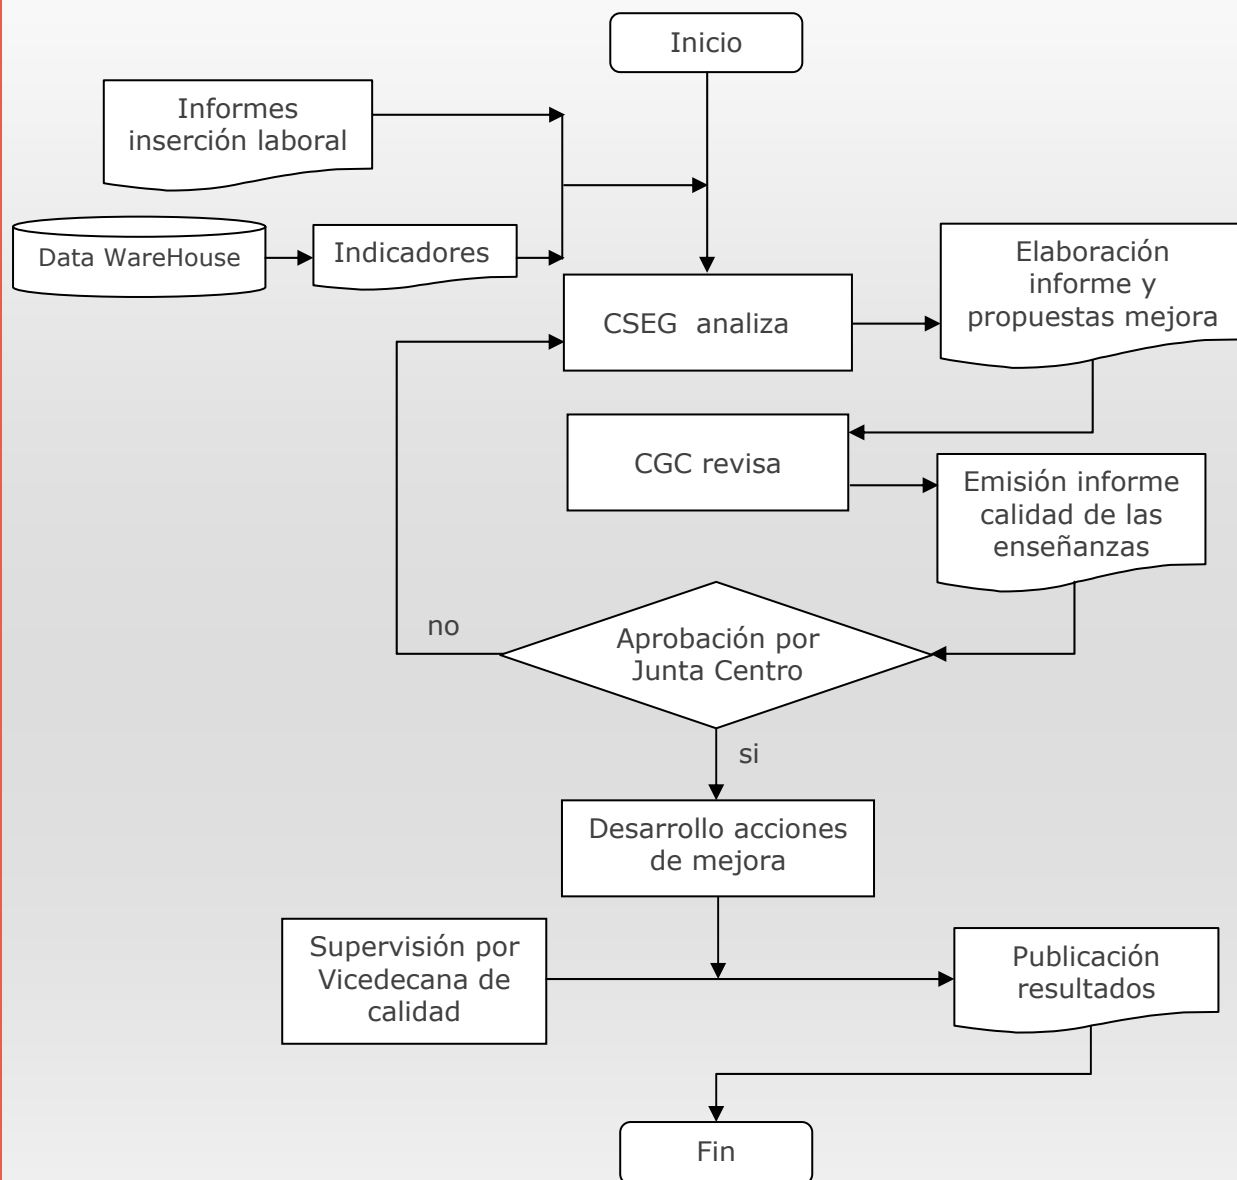 Inicio
Informes
inserción laboral
Data WareHouse
Indicadores
Elaboración
informe y
propuestas mejora
CSEG analiza
CGC revisa
Emisión informe
calidad de las
enseñanzas
no
Aprobación por
Junta Centro
si
Desarrollo acciones
de mejora
Supervisión por
Vicedecana de
calidad
Publicación
resultados
Fin